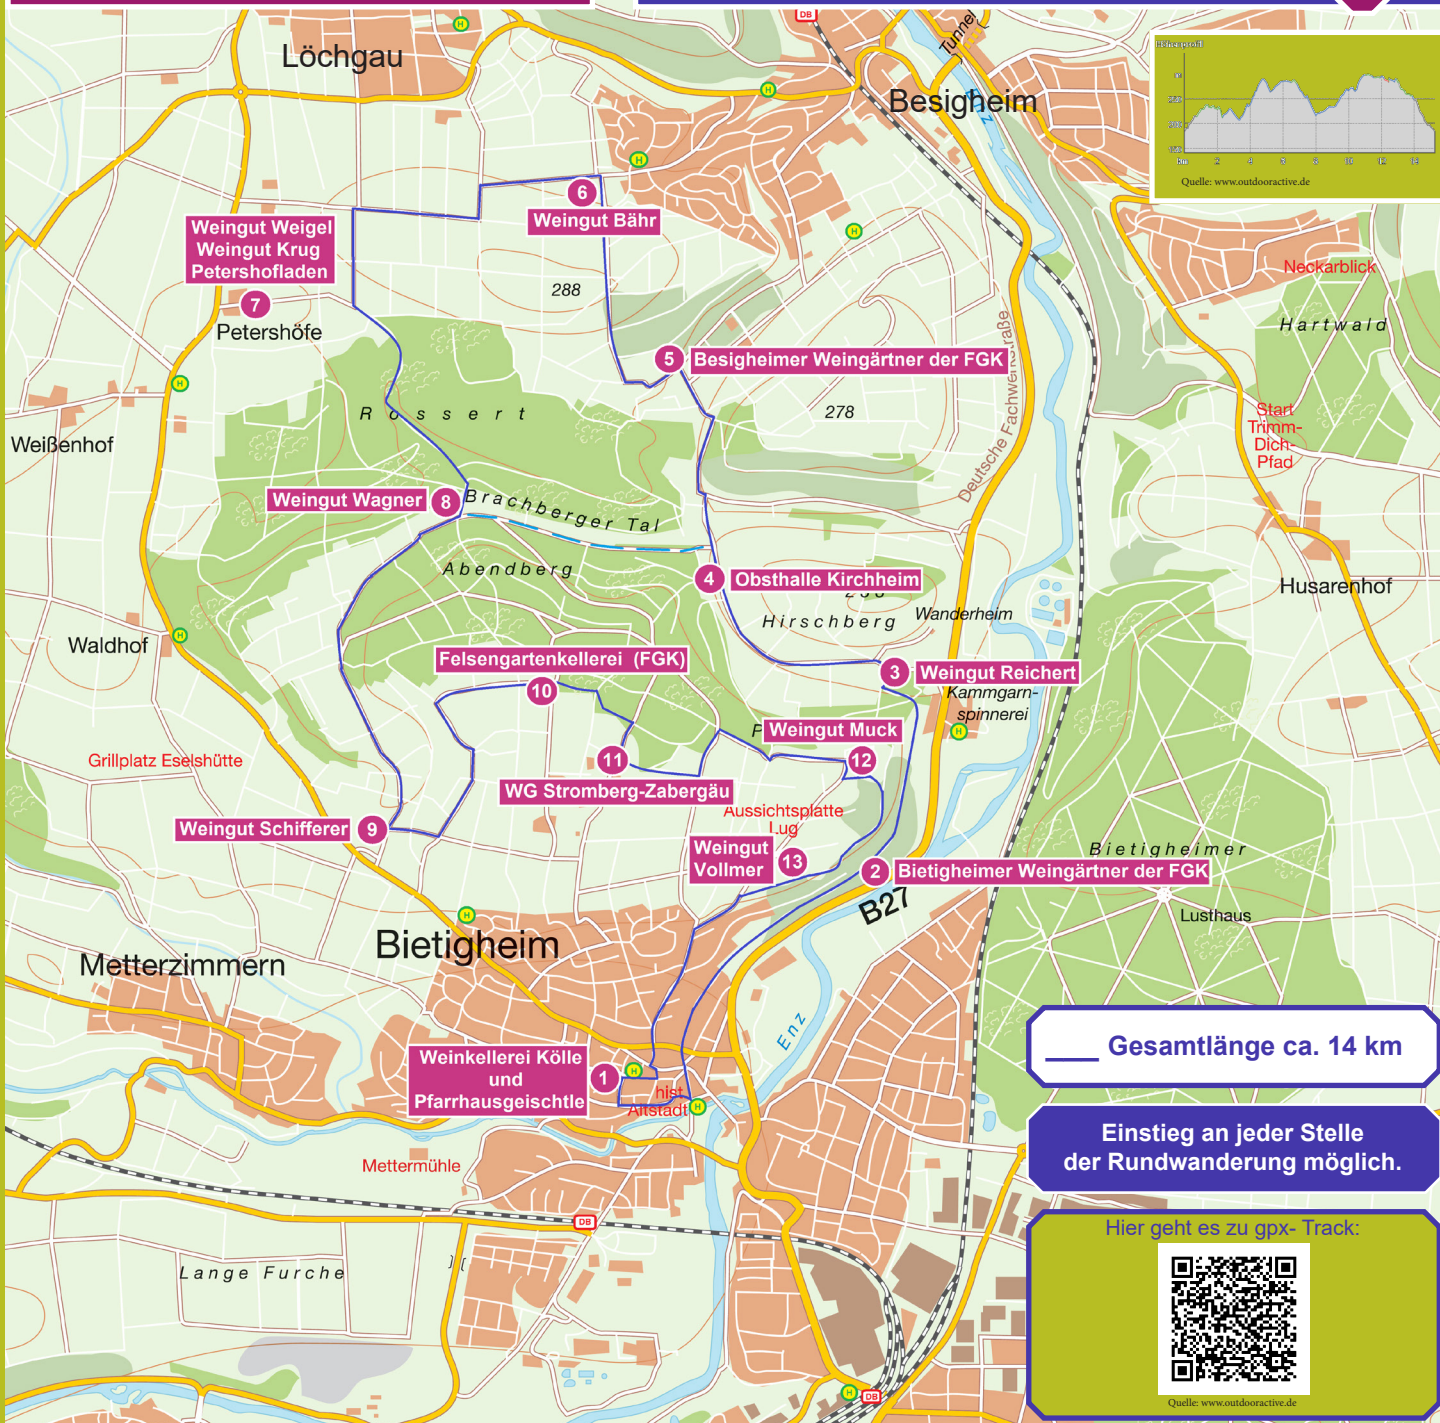 DB
H
Löchgau
Tunnel
Höhenprofil
Besigheim
Enz
H
Quelle: www.outdooractive.de
H
6
Weingut Bähr
Weingut Weigel
Weingut Krug
Petershofladen
H
Neckarblick
288
7
Petershöfe
Hartwald
5
Besigheimer Weingärtner der FGK
Deutsche Fachwerkstraße
H
Rossert
278
Start
Trimm-
Dich-
Pfad
Weißenhof
Weingut Wagner
8
Brachberger Tal
Abendberg
4
Obsthalle Kirchheim
Husarenhof
Hirschberg
Wanderheim
H
Waldhof
Felsengartenkellerei (FGK)
10
3
Weingut Reichert
Kammgarn-
spinnerei
H
Weingut Muck
12
Grillplatz Eselshütte
11
WG Stromberg-Zabergäu
Aussichtsplatte
Lug
Weingut Schifferer
9
Weingut
Vollmer
13
Bietigheimer
2
Bietigheimer Weingärtner der FGK
B27
Lusthaus
H
Bietigheim
Metterzimmern
Enz
Gesamtlänge ca. 14 km
Weinkellerei Kölle
und
Pfarrhausgeischtle
1
H
hist.
Altstadt
H
Einstieg an jeder Stelle
der Rundwanderung möglich.
Mettermühle
DB
Hier geht es zu gpx- Track:
Lange Furche
H
DB
Quelle: www.outdooractive.de